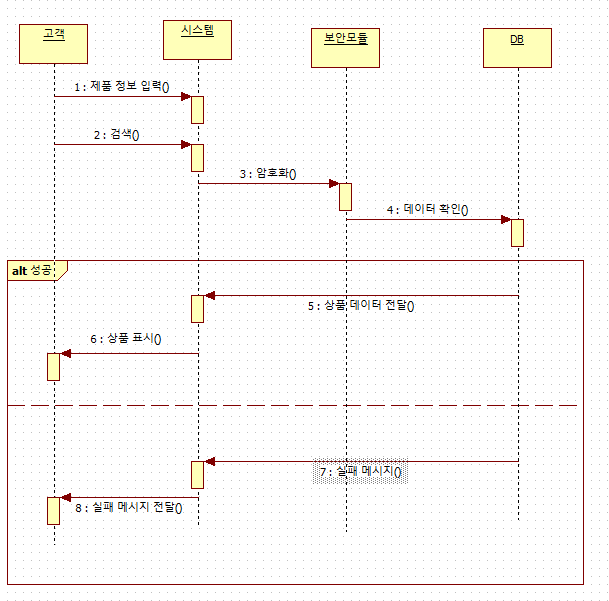 고객
시스템
보안모듈
DB
1 : 제품 정보 입력()
2 : 검색()
3 : 암호화()
4 : 데이터 확인()
alt 성공
5 : 상품 데이터 전달()
6 : 상품 표시()
7 : 실패 메시지()
8 : 실패 메시지 전달()